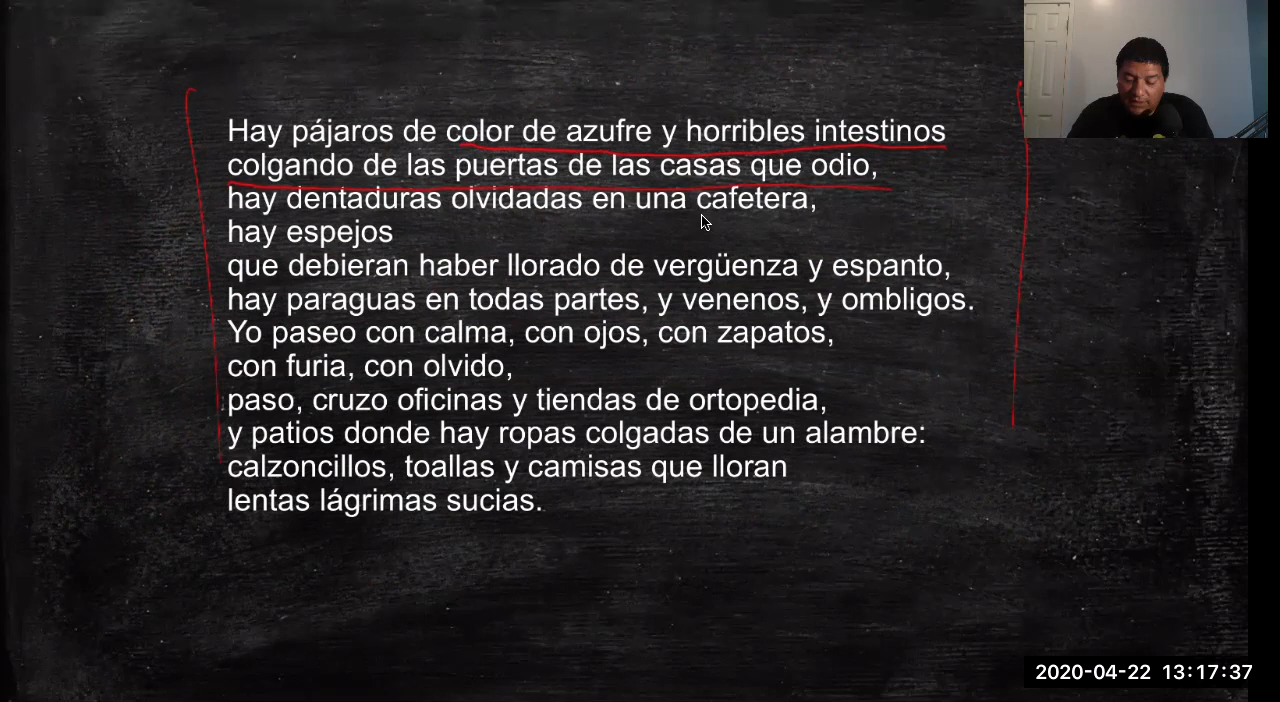 Hay pájaros de color de azufre y horribles intestinos
colgando de las puertas de las casas que odio,
hay dentaduras olvidadas en una cafetera,
hay espejos
que debieran haber llorado de vergüenza y espanto,
hay paraguas en todas partes, y venenos, y ombligos.
Yo paseo con calma, con ojos, con zapatos,
con furia, con olvido,
paso, cruzo oficinas y tiendas de ortopedia,
y patios donde hay ropas colgadas de un alambre:
calzoncillos, toallas y camisas que lloran
lentas lágrimas sucias.
2020-04-22 13:17:37